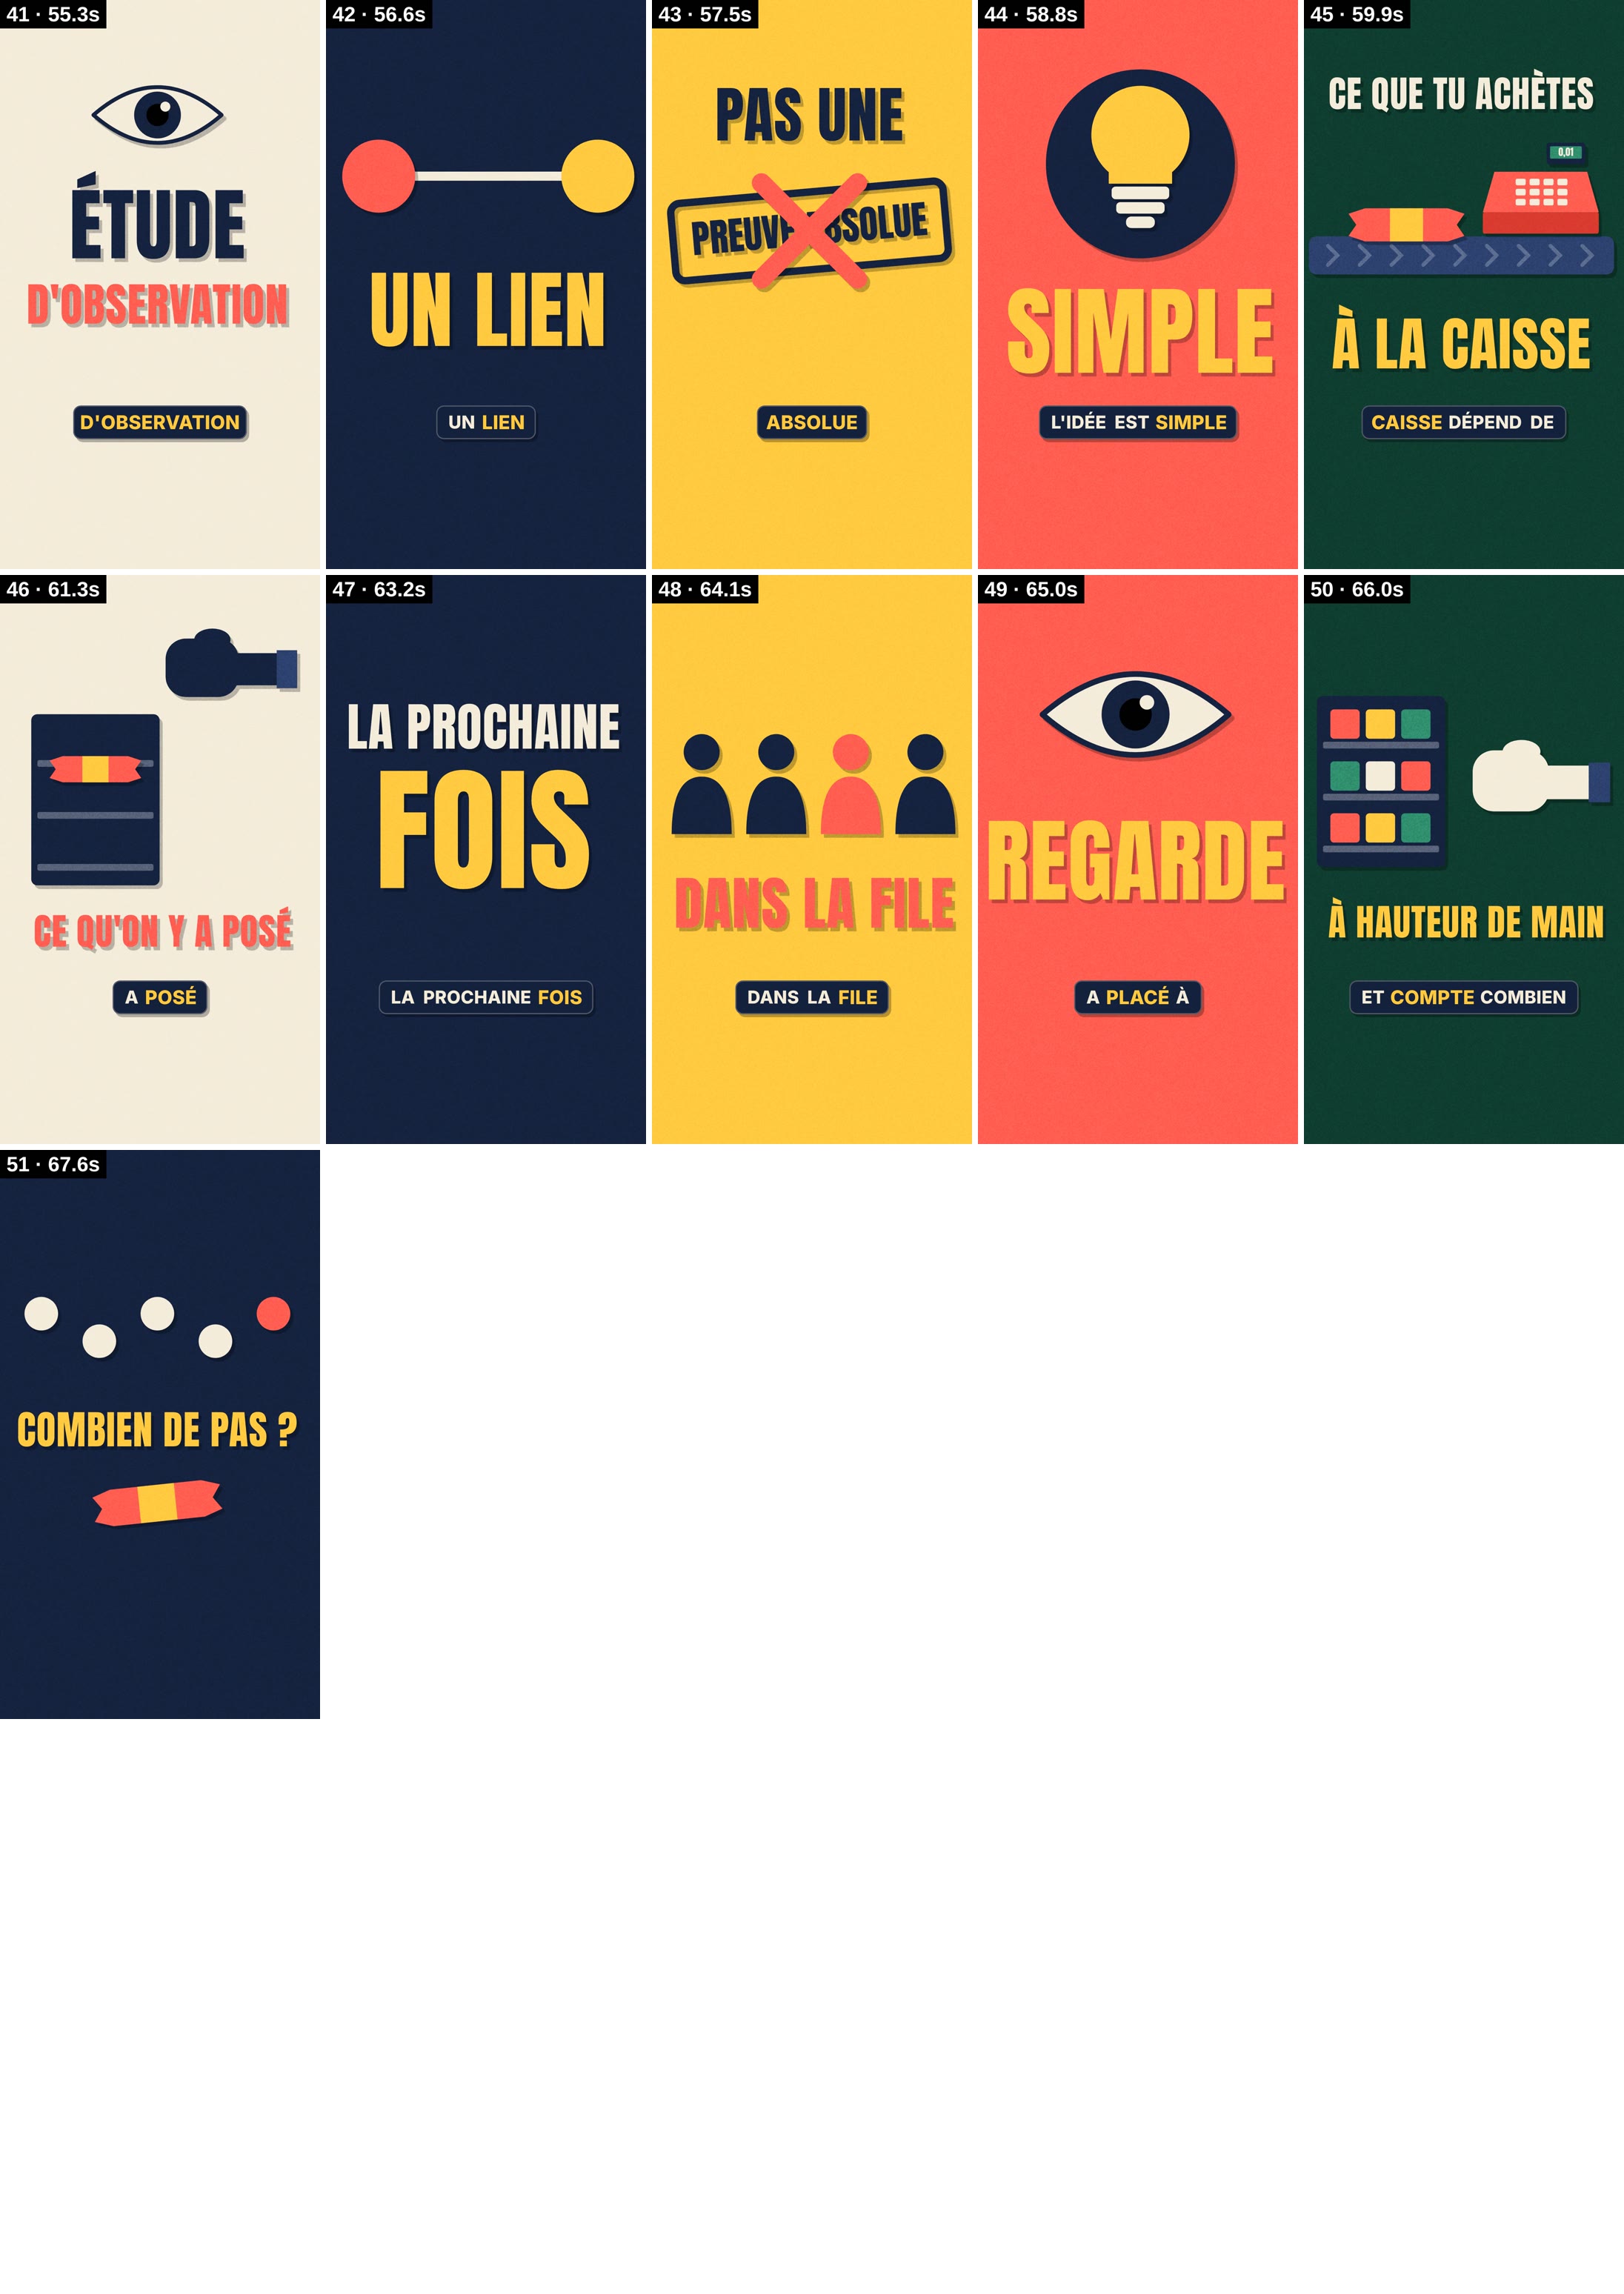 41 · 55.3s
ÉTUDE
D'OBSERVATION
D'OBSERVATION
42 · 56.6s
UN LIEN
UN LIEN
43 · 57.5s
PAS UNE
PREUVE ABSOLUE
ABSOLUE
44 · 58.8s
SIMPLE
L'IDÉE EST SIMPLE
45 · 59.9s
CE QUE TU ACHÈTES
0,01
À LA CAISSE
CAISSE DÉPEND DE
46 · 61.3s
CE QU'ON Y A POSÉ
A POSÉ
47 · 63.2s
LA PROCHAINE
FOIS
LA PROCHAINE FOIS
48 · 64.1s
DANS LA FILE
DANS LA FILE
49 · 65.0s
REGARDE
A PLACÉ À
50 · 66.0s
À HAUTEUR DE MAIN
ET COMPTE COMBIEN
51 · 67.6s
COMBIEN DE PAS ?